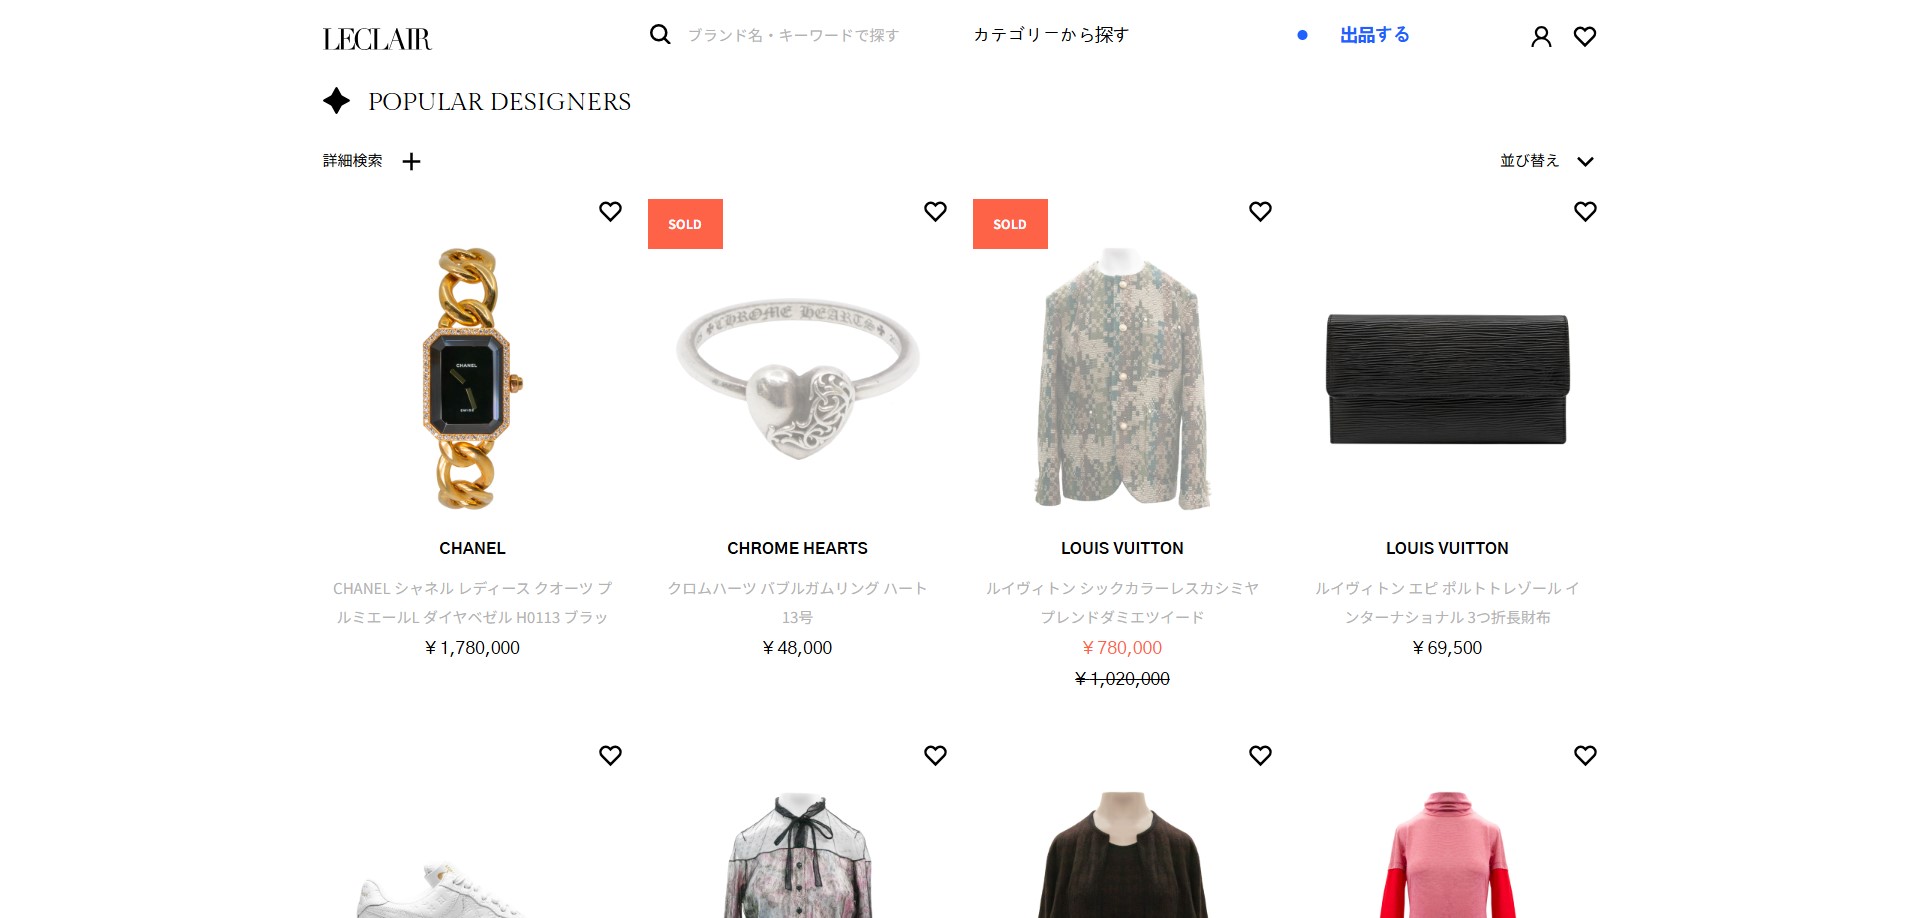 LECLAIR
ブランド名・キーワードで探す
カテゴリーから探す
出品する
POPULAR DESIGNERS
詳細検索
並び替え
SOLD
SOLD
CHANEL
CHROME HEARTS
CHANEL
CHANEL シャネル レディース クオーツ プ
ルミエールL ダイヤベゼル H0113 ブラッ
¥ 1,780,000
CHROME HEARTS
クロムハーツ バブルガムリング ハート
13号
¥ 48,000
LOUIS VUITTON
ルイヴィトン シックカラーレスカシミヤ
ブレンドダミエツイード
¥ 780,000
¥ 1,020,000
LOUIS VUITTON
ルイヴィトン エピ ポルトトレゾール イ
ンターナショナル 3つ折長財布
¥ 69,500